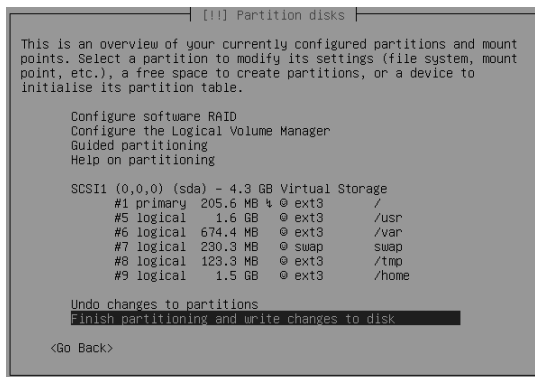 [!!] Partition disks
This is an overview of your currently configured partitions and mount
points. Select a partition to modify its settings (file system, mount
point, etc.), a free space to create partitions, or a device to
initialise its partition table.
Configure software RAID
Configure the Logical Volume Manager
Guided partitioning
Help on partitioning
SCSI1 (0,0,0) (sda) - 4.3 GB Virtual Storage
#1 primary 205.6 MB ↯ ☺ ext3 /
#5 logical 1.6 GB ☺ ext3 /usr
#6 logical 674.4 MB ☺ ext3 /var
#7 logical 230.3 MB ☺ swap swap
#8 logical 123.3 MB ☺ ext3 /tmp
#9 logical 1.5 GB ☺ ext3 /home
Undo changes to partitions
Finish partitioning and write changes to disk
<Go Back>